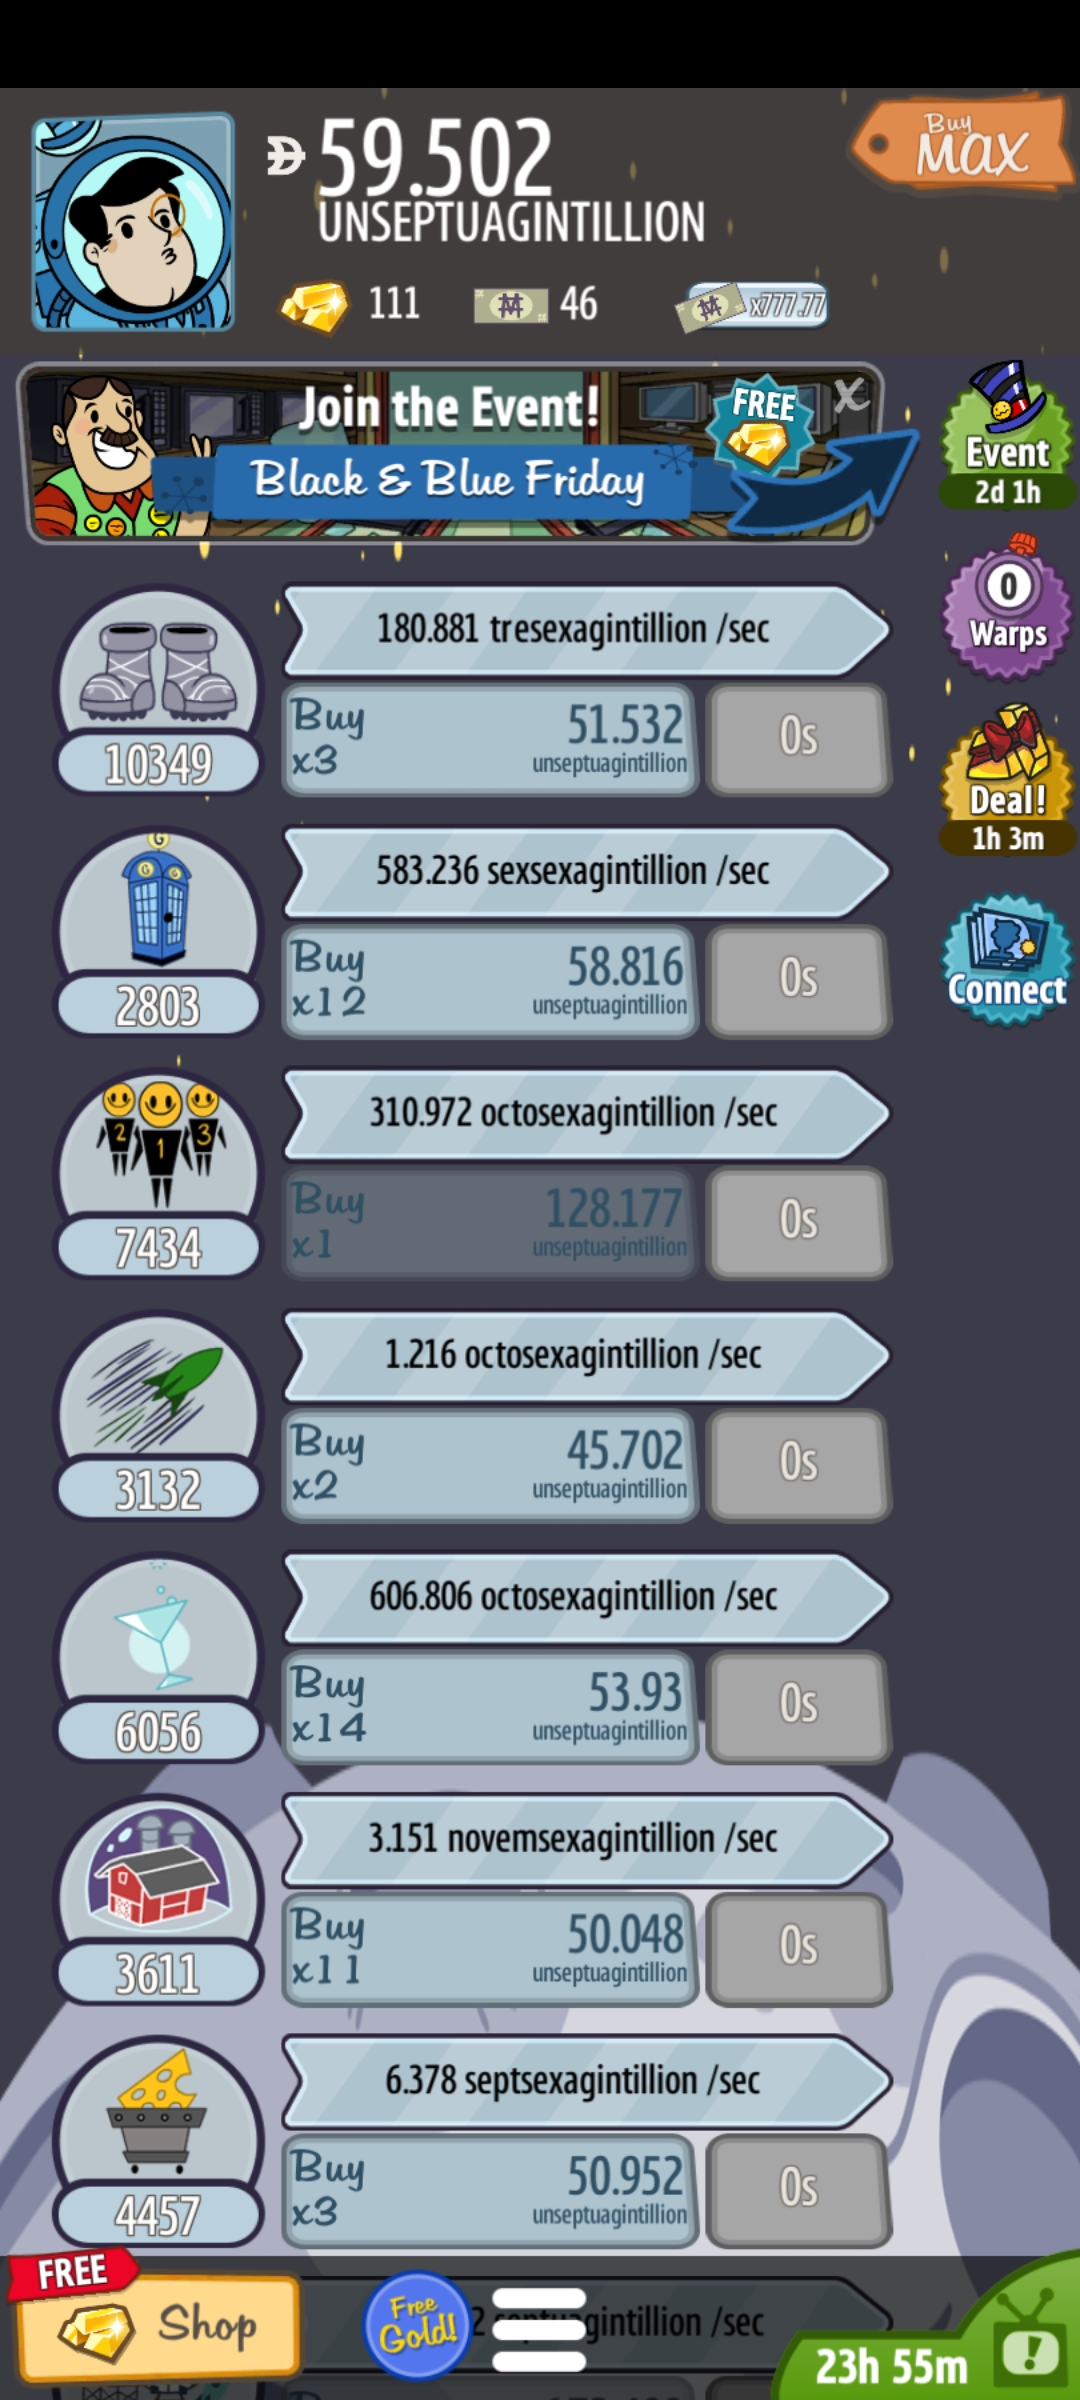 Buy
MAX
59.502
UNSEPTUAGINTILLION
111
46
x777.77
Join the Event!
FREE
X
Black & Blue Friday
Event
2d 1h
180.881 tresexagintillion /sec
Buy
x3
51.532
unseptuagintillion
0s
10349
0
Warps
583.236 sexsexagintillion /sec
Buy
x12
58.816
unseptuagintillion
0s
G
G G
2803
Deal!
1h 3m
Connect
310.972 octosexagintillion /sec
Buy
x1
128.177
unseptuagintillion
0s
2 1 3
7434
1.216 octosexagintillion /sec
Buy
x2
45.702
unseptuagintillion
0s
3132
606.806 octosexagintillion /sec
Buy
x14
53.93
unseptuagintillion
0s
6056
3.151 novemsexagintillion /sec
Buy
x11
50.048
unseptuagintillion
0s
3611
6.378 septsexagintillion /sec
Buy
x3
50.952
unseptuagintillion
0s
4457
FREE
Shop
Free
Gold!
/sec
23h 55m
!